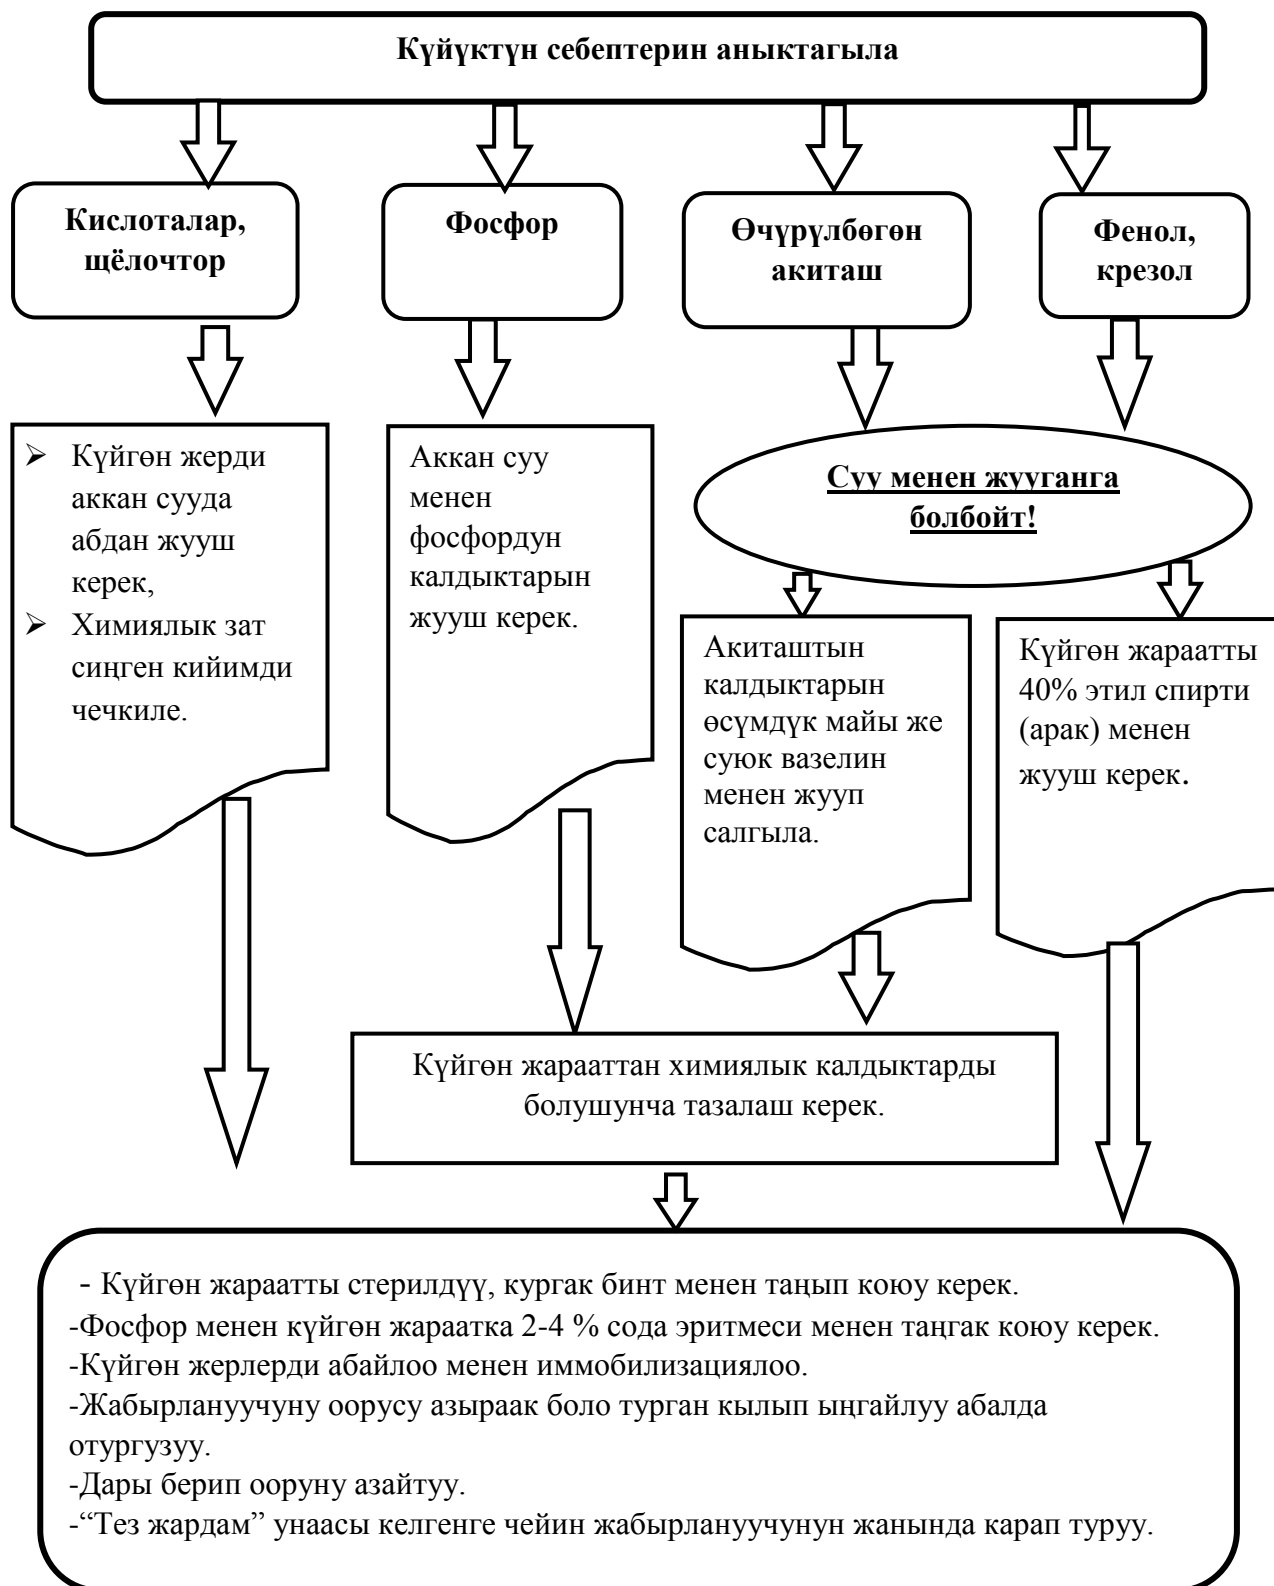 Күйүктүн себептерин аныктагыла
Кислоталар,
щёлочтор
Фосфор
Өчүрүлбөгөн
акиташ
Фенол,
крезол
➢ Күйгөн жерди
аккан сууда
абдан жууш
керек,
➢ Химиялык зат
сиңген кийимди
чечкиле.
Аккан суу
менен
фосфордун
калдыктарын
жууш керек.
Суу менен жууганга
болбойт!
Акиташтын
калдыктарын
өсүмдүк майы же
суюк вазелин
менен жууп
салгыла.
Күйгөн жараатты
40% этил спирти
(арак) менен
жууш керек.
Күйгөн жарааттан химиялык калдыктарды
болушунча тазалаш керек.
- Күйгөн жараатты стерилдүү, кургак бинт менен таңып коюу керек.
-Фосфор менен күйгөн жараатка 2-4 % сода эритмеси менен таңгак коюу керек.
-Күйгөн жерлерди абайлоо менен иммобилизациялоо.
-Жабырлануучуну оорусу азыраак боло турган кылып ыңгайлуу абалда
отургузуу.
-Дары берип ооруну азайтуу.
-“Тез жардам” унаасы келгенге чейин жабырлануучунун жанында карап туруу.